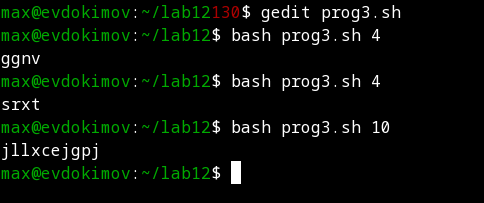 max@evdokimov:~/lab12130$ gedit prog3.sh
max@evdokimov:~/lab12$ bash prog3.sh 4
ggnv
max@evdokimov:~/lab12$ bash prog3.sh 4
srxt
max@evdokimov:~/lab12$ bash prog3.sh 10
jllxcejgpj
max@evdokimov:~/lab12$